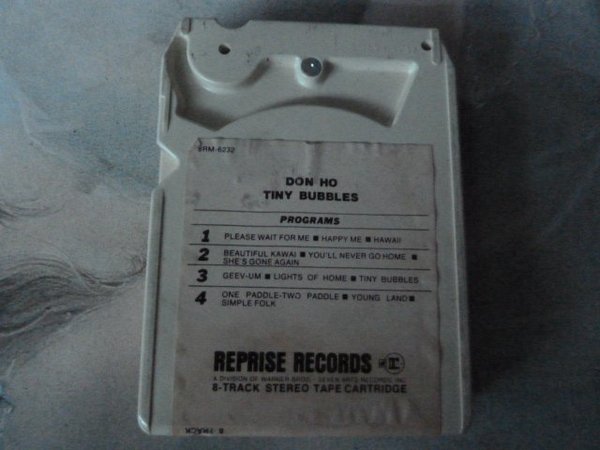 8RM-6232
DON HO
TINY BUBBLES
PROGRAMS
1 PLEASE WAIT FOR ME ■ HAPPY ME ■ HAWAII
2 BEAUTIFUL KAWAI ■ YOU'LL NEVER GO HOME ■
SHE'S GONE AGAIN
3 GEEV-UM ■ LIGHTS OF HOME ■ TINY BUBBLES
4 ONE PADDLE-TWO PADDLE ■ YOUNG LAND ■
SIMPLE FOLK
REPRISE RECORDS
A DIVISION OF WARNER BROS. - SEVEN ARTS RECORDS, INC.
8-TRACK STEREO TAPE CARTRIDGE
8 TRACK